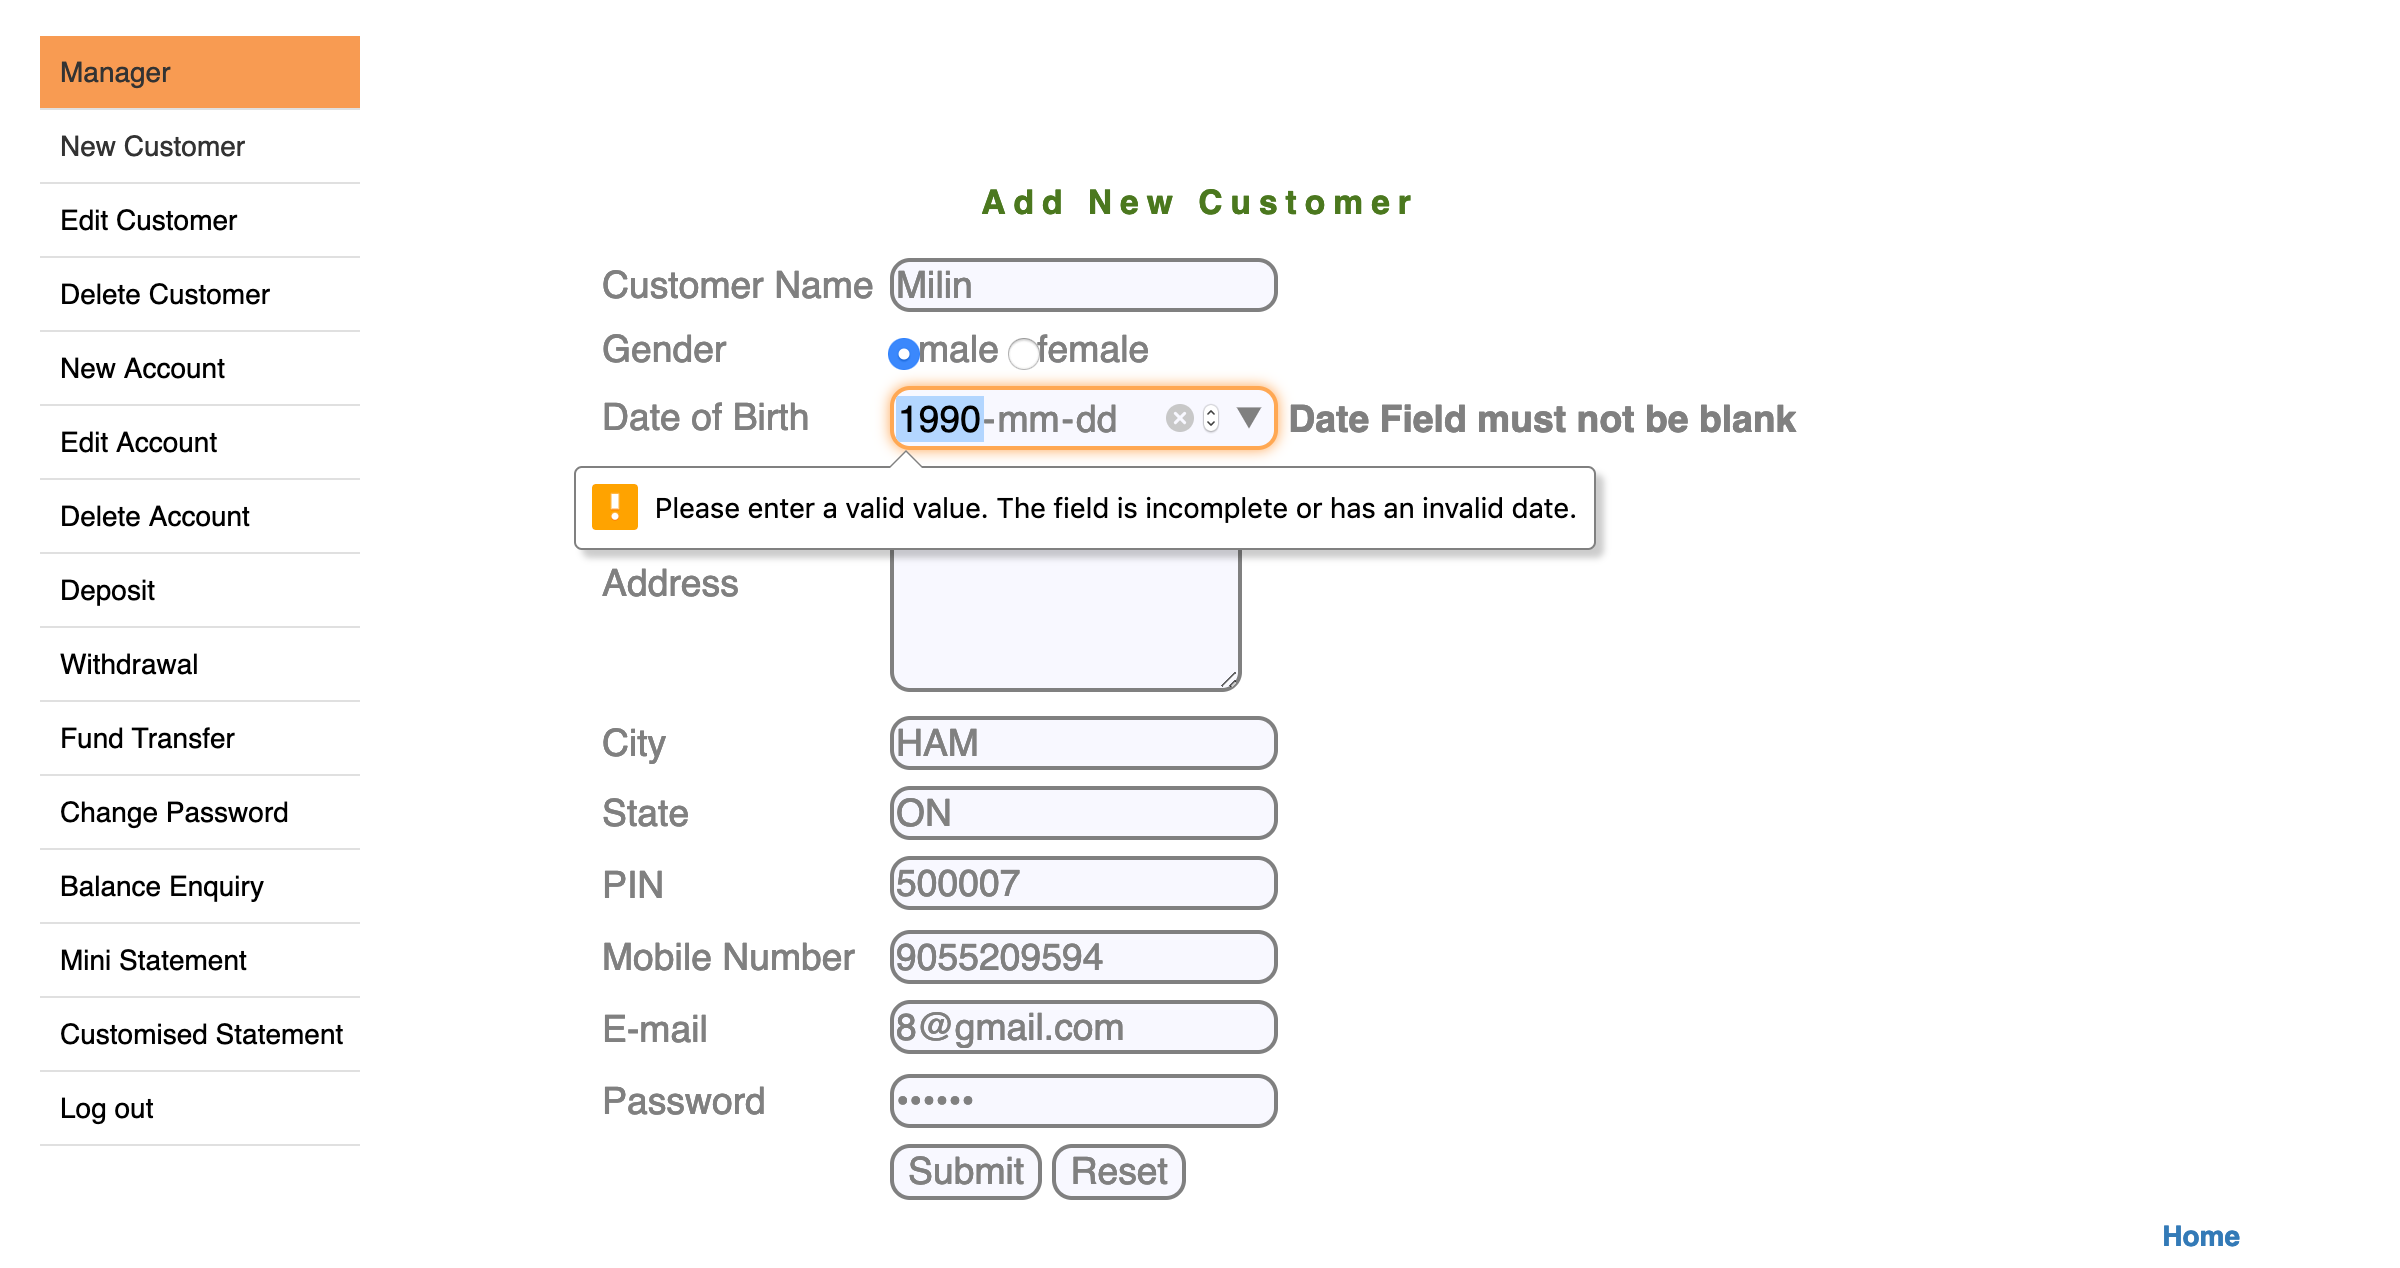 Manager
New Customer
Edit Customer
Delete Customer
New Account
Edit Account
Delete Account
Deposit
Withdrawal
Fund Transfer
Change Password
Balance Enquiry
Mini Statement
Customised Statement
Log out
Add New Customer
Customer Name Milin
Gender male female
Date of Birth 1990-mm-dd Date Field must not be blank
Please enter a valid value. The field is incomplete or has an invalid date.
Address
City HAM
State ON
PIN 500007
Mobile Number 9055209594
E-mail 8@gmail.com
Password ••••••
Submit Reset
Home